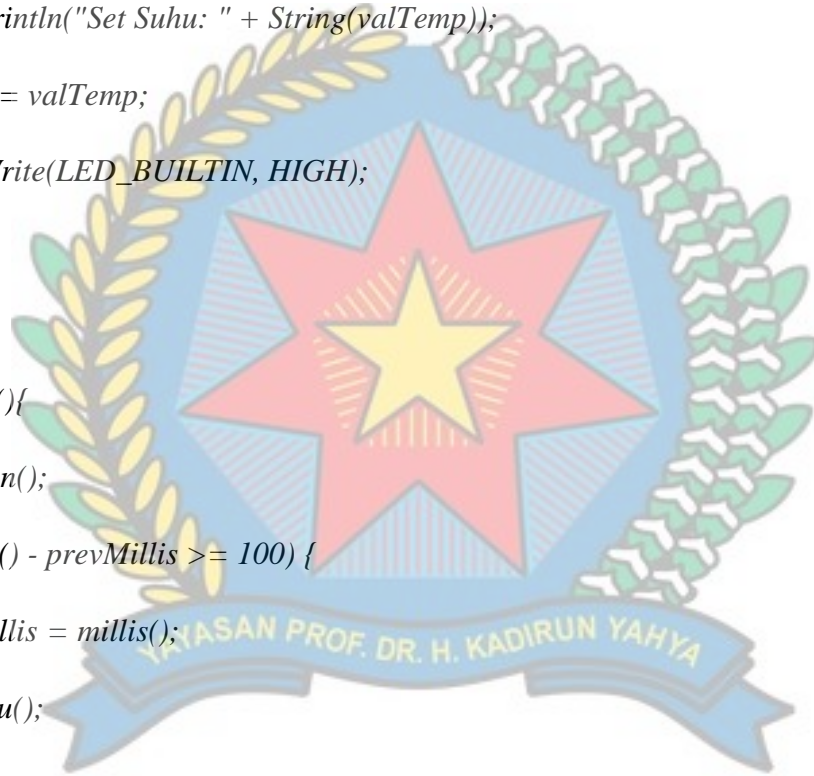 rintln("Set Suhu: " + String(valTemp));
= valTemp;
Write(LED_BUILTIN, HIGH);
(){
n();
() - prevMillis >= 100) {
llis = millis();
u();
YAYASAN PROF. DR. H. KADIRUN YAHYA